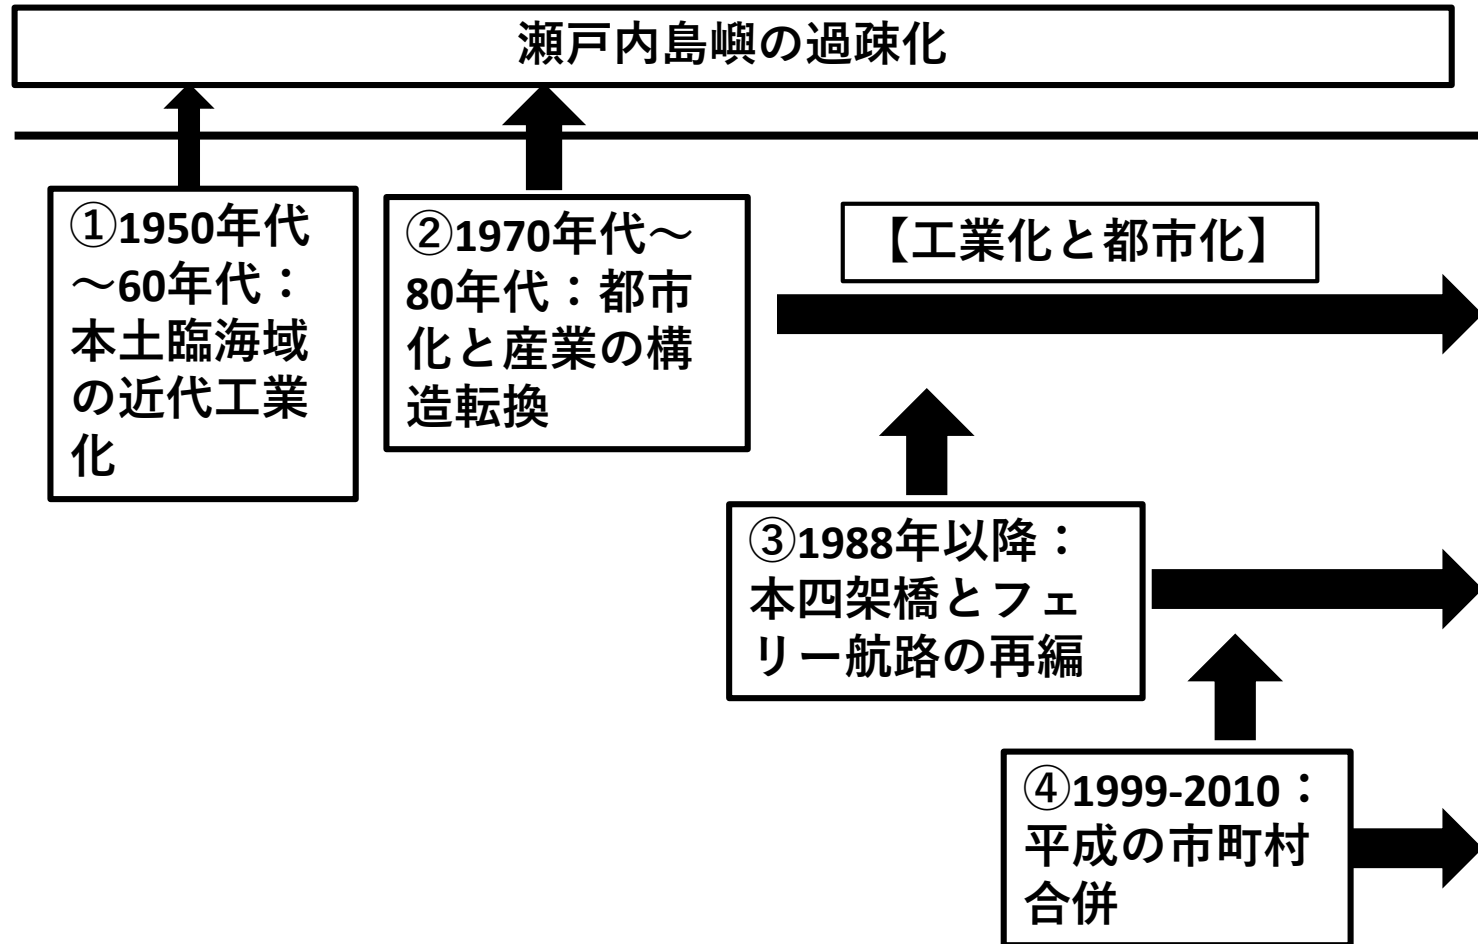 瀬戸内島嶼の過疎化
①1950年代
～60年代：
本土臨海域
の近代工業
化
②1970年代～
80年代：都市
化と産業の構
造転換
【工業化と都市化】
③1988年以降：
本四架橋とフェ
リー航路の再編
④1999-2010：
平成の市町村
合併